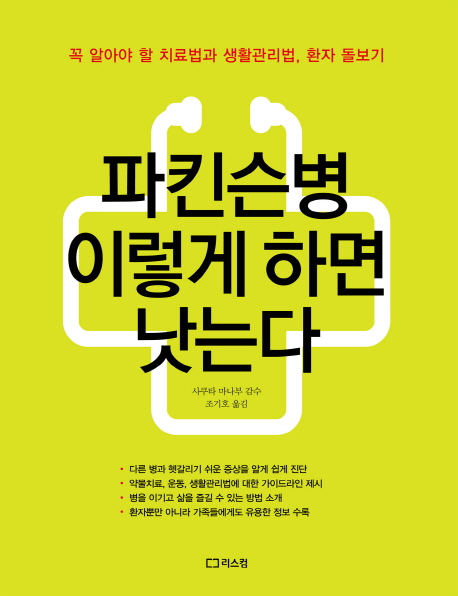 꼭 알아야 할 치료법과 생활관리법, 환자 돌보기
파킨슨병
이렇게 하면
낫는다
사쿠타 마나부 감수
조기호 옮김
• 다른 병과 헷갈리기 쉬운 증상을 알게 쉽게 진단
• 약물치료, 운동, 생활관리법에 대한 가이드라인 제시
• 병을 이기고 삶을 즐길 수 있는 방법 소개
• 환자뿐만 아니라 가족들에게도 유용한 정보 수록
리스컴